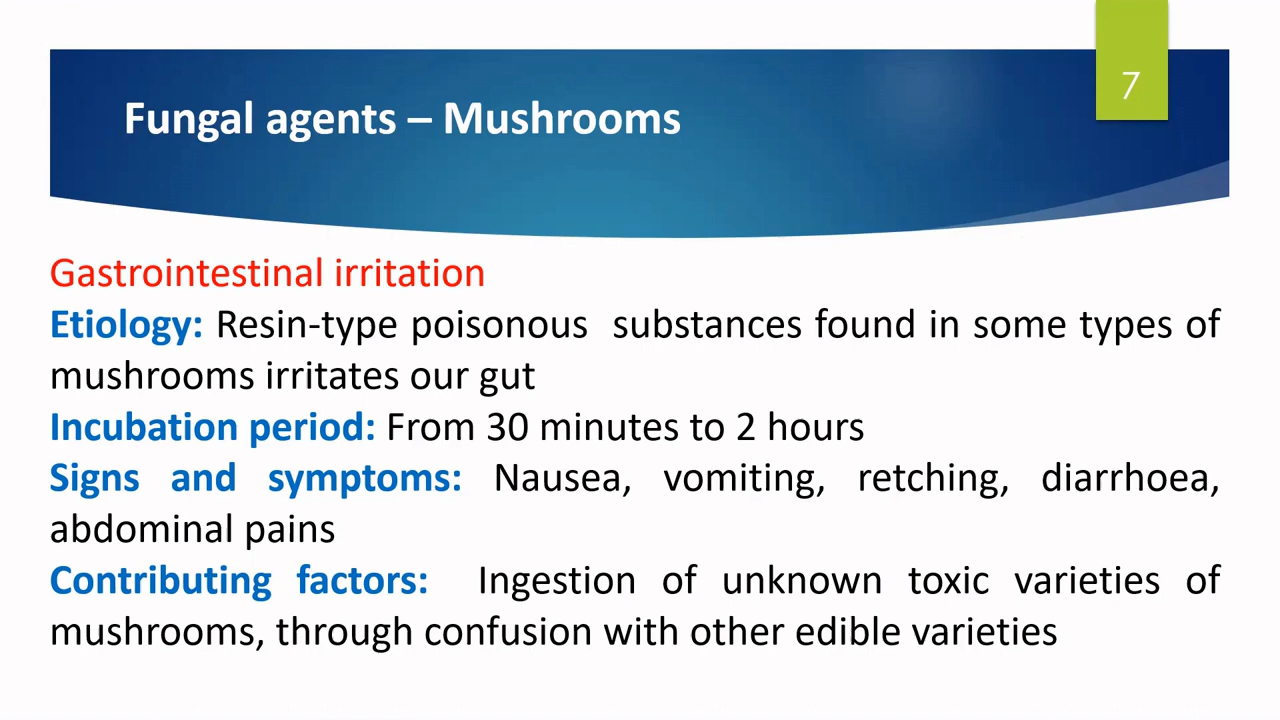 7
Fungal agents – Mushrooms
Gastrointestinal irritation
Etiology: Resin-type poisonous substances found in some types of
mushrooms irritates our gut
Incubation period: From 30 minutes to 2 hours
Signs and symptoms: Nausea, vomiting, retching, diarrhoea,
abdominal pains
Contributing factors: Ingestion of unknown toxic varieties of
mushrooms, through confusion with other edible varieties